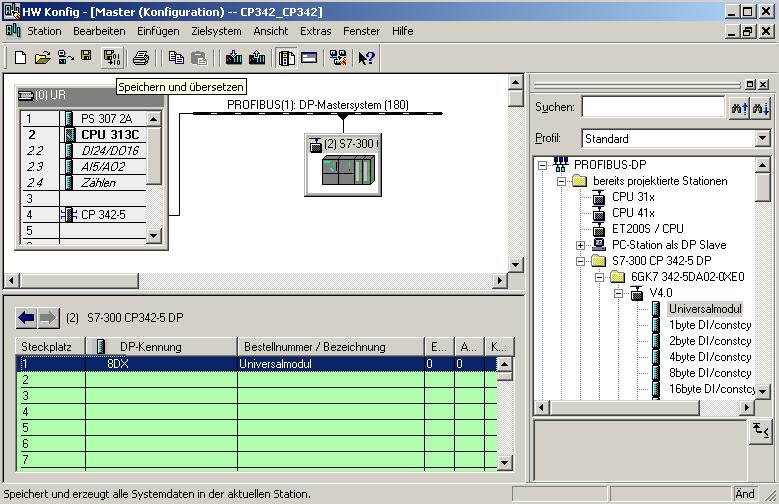 HW Konfig - [Master (Konfiguration) -- CP342_CP342]
Station Bearbeiten Einfügen Zielsystem Ansicht Extras Fenster Hilfe
Speichern und übersetzen
(0) UR
1 PS 307 2A
2 CPU 313C
2.2 DI24/DO16
2.3 AI5/AO2
2.4 Zählen
3
4 CP 342-5
5
PROFIBUS(1): DP-Mastersystem (180)
(2) S7-300
(2) S7-300 CP342-5 DP
Steckplatz DP-Kennung Bestellnummer / Bezeichnung E... A... K...
1 8DX Universalmodul 0 0
2
3
4
5
6
7
Suchen:
Profil: Standard
PROFIBUS-DP
bereits projektierte Stationen
CPU 31x
CPU 41x
ET200S / CPU
PC-Station als DP Slave
S7-300 CP 342-5 DP
6GK7 342-5DA02-0XE0
V4.0
Universalmodul
1byte DI/constcy
2byte DI/constcy
4byte DI/constcy
8byte DI/constcy
16byte DI/constcy
Speichert und erzeugt alle Systemdaten in der aktuellen Station.
Änd